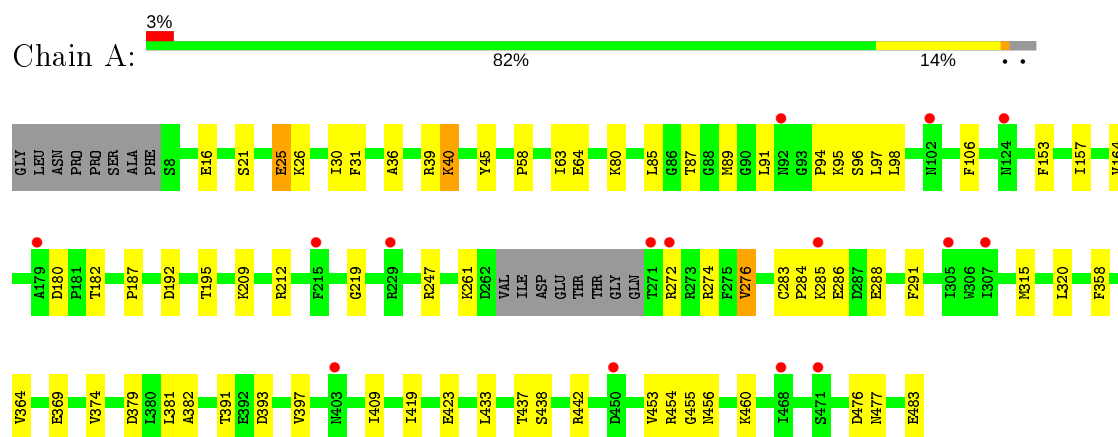 3%
Chain A:
82% 14% • •
GLY LEU ASN PRO PRO SER ALA PHE S8 E16 S21 E25 K26 I30 F31 A36 R39 K40 Y45 P58 I63 E64 K80 L85 G86 T87 G88 M89 G90 L91 N92 G93 P94 K95 S96 L97 L98 N102 F106 N124 F153 I157 V164
A179 D180 P181 T182 P187 D192 T195 K209 R212 F215 G219 R229 R247 K261 D262 VAL ILE ASP GLU THR THR GLY GLN T271 R272 R273 R274 F275 V276 C283 P284 K285 E286 D287 E288 F291 I305 W306 I307 M315 L320 F358
V364 E369 V374 D379 L380 L381 A382 T391 E392 D393 V397 N403 I409 I419 E423 L433 T437 S438 R442 D450 V453 R454 G455 N456 K460 I468 S471 D476 N477 E483